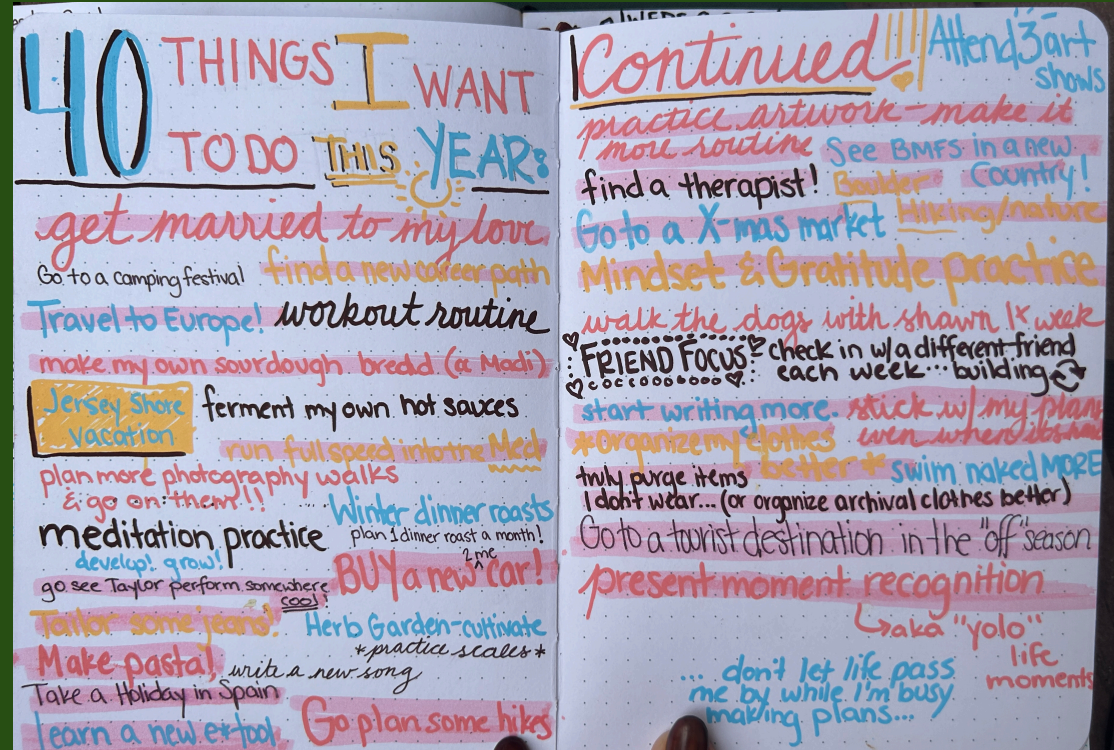 40 THINGS I WANT
TO DO THIS YEAR:
get married to my love
Go to a camping festival
find a new career path
Travel to Europe!
workout routine
make my own sourdough bread (a Madi)
Jersey Shore
Vacation
ferment my own hot sauces
run full speed into the Med
plan more photography walks
& go on them!!
Winter dinner roasts
plan 1 dinner roast a month!
meditation practice
develop! grow!
go see Taylor perform somewhere
cool!
BUY a new 2 me car!
Tailor some jeans!
Herb Garden-cultivate
*practice scales*
Make pasta!
write a new song
Take a Holiday in Spain
learn a new ex tool
Go plan some hikes
Continued!!!
Attend 3 art
shows
practice artwork - make it
more routine
See BMFS in a new
Country!
find a therapist!
Boulder
Hiking/nature
Go to a X-mas market
Mindset & Gratitude practice
walk the dogs with shawn 1x week
FRIEND FOCUS
check in w/ a different friend
each week... building
start writing more.
stick w/ my plans
even when its
*Organize my clothes
better*
truly purge items
I don't wear... (or organize archival clothes better)
swim naked MORE
Go to a tourist destination in the "off" season
present moment recognition
aka "yolo"
life
moments
... don't let life pass
me by while I'm busy
making plans...